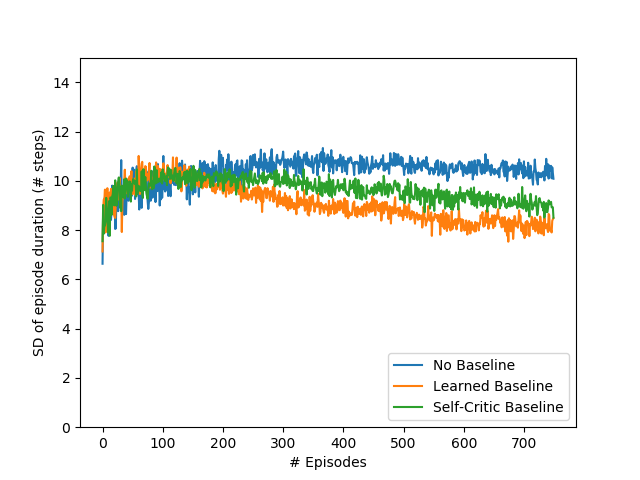 14
12
10
8
6
4
2
0
SD of episode duration (# steps)
No Baseline
Learned Baseline
Self-Critic Baseline
0 100 200 300 400 500 600 700
# Episodes